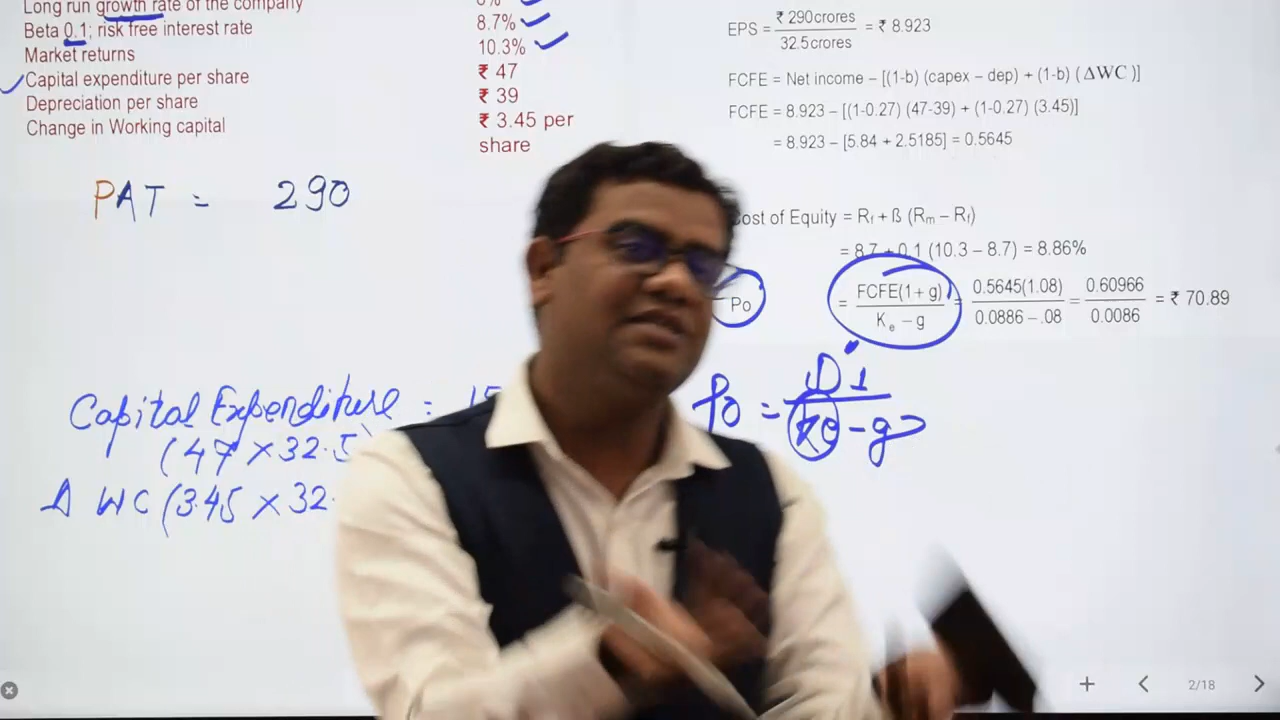 Long run growth rate of the company
Beta 0.1; risk free interest rate 8.7%
Market returns 10.3%
Capital expenditure per share ₹ 47
Depreciation per share ₹ 39
Change in Working capital ₹ 3.45 per
share
PAT = 290
Capital Expenditure :
(47 × 32.5
Δ WC (3.45 × 32.
EPS = ₹ 290crores / 32.5crores = ₹ 8.923
FCFE = Net income – [(1-b) (capex – dep) + (1-b) (ΔWC )]
FCFE = 8.923 – [(1-0.27) (47-39) + (1-0.27) (3.45)]
= 8.923 – [5.84 + 2.5185] = 0.5645
of Equity = Rf + ß (Rm – Rf)
= 8.7 + 0.1 (10.3 – 8.7) = 8.86%
Po = FCFE(1 + g) / Ke – g = 0.5645(1.08) / 0.0886 – .08 = 0.60966 / 0.0086 = ₹ 70.89
P0 = D1 / Ke - g
2/18